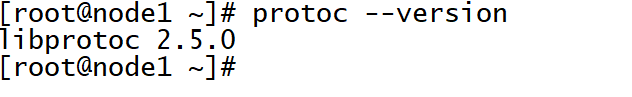 [root@node1 ~]# protoc --version
libprotoc 2.5.0
[root@node1 ~]#